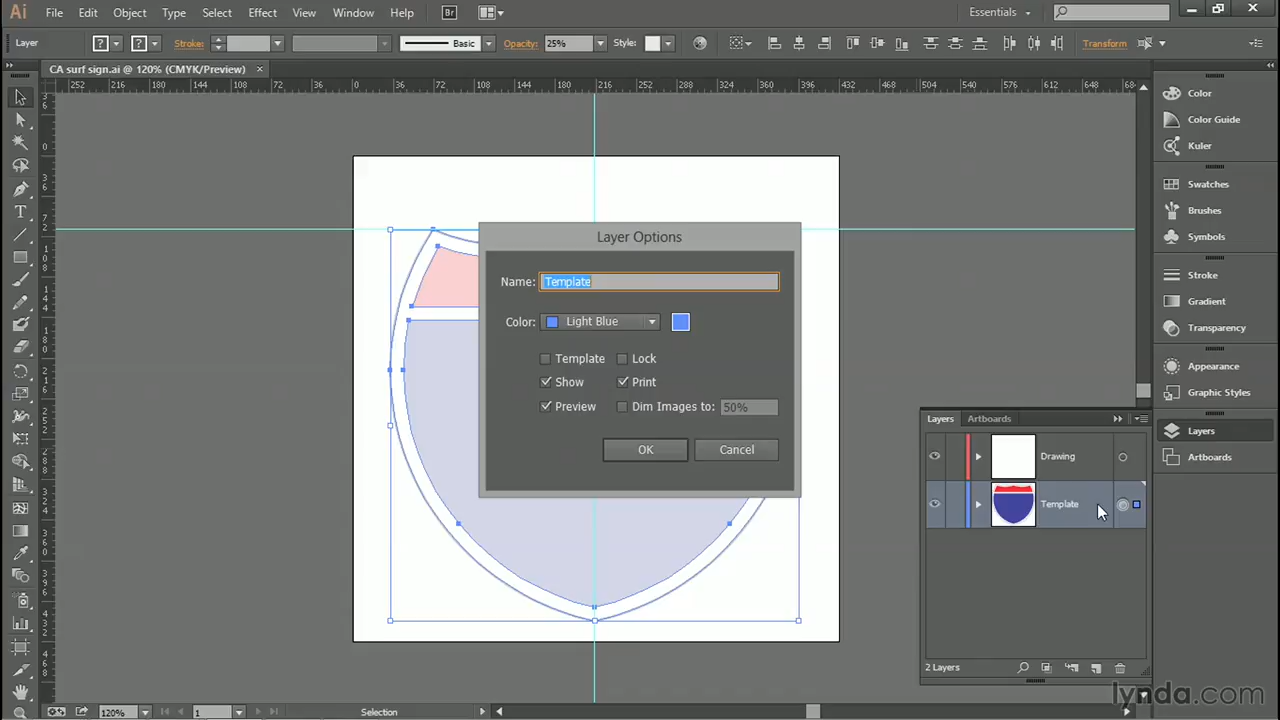 Ai File Edit Object Type Select Effect View Window Help Br Essentials
Layer Stroke: Basic Opacity: 25% Style: Transform
CA surf sign.ai @ 120% (CMYK/Preview)
252 216 180 144 108 72 36 0 36 72 108 144 180 216 252 288 324 360 396 432 468 504 540 576 612 648
Color
Color Guide
Kuler
Swatches
Brushes
Symbols
Stroke
Gradient
Transparency
Appearance
Graphic Styles
Layers
Artboards
Layer Options
Name: Template
Color: Light Blue
Template Lock
Show Print
Preview Dim Images to: 50%
OK Cancel
Layers Artboards
Drawing
Template
2 Layers
120% 1 Selection
lynda.com